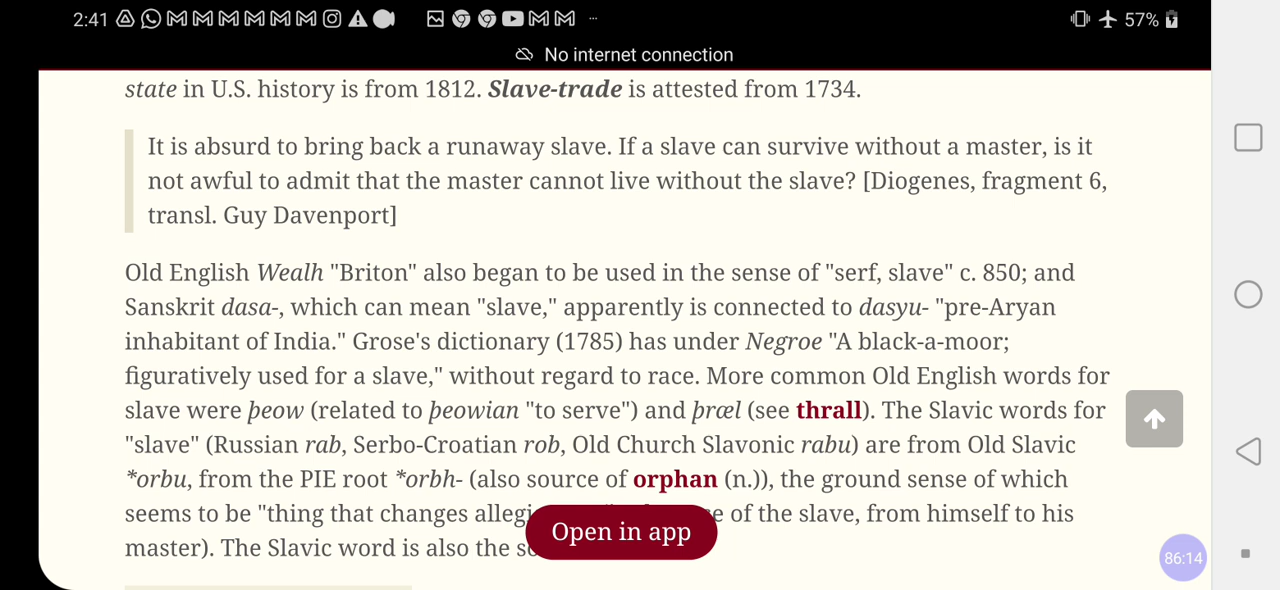 2:41
57%
No internet connection
state in U.S. history is from 1812. Slave-trade is attested from 1734.
It is absurd to bring back a runaway slave. If a slave can survive without a master, is it
not awful to admit that the master cannot live without the slave? [Diogenes, fragment 6,
transl. Guy Davenport]
Old English Wealh "Briton" also began to be used in the sense of "serf, slave" c. 850; and
Sanskrit dasa-, which can mean "slave," apparently is connected to dasyu- "pre-Aryan
inhabitant of India." Grose's dictionary (1785) has under Negroe "A black-a-moor;
figuratively used for a slave," without regard to race. More common Old English words for
slave were þeow (related to þeowian "to serve") and þræl (see thrall). The Slavic words for
"slave" (Russian rab, Serbo-Croatian rob, Old Church Slavonic rabu) are from Old Slavic
*orbu, from the PIE root *orbh- (also source of orphan (n.)), the ground sense of which
seems to be "thing that changes of the slave, from himself to his
master). The Slavic word is also the
Open in app
86:14